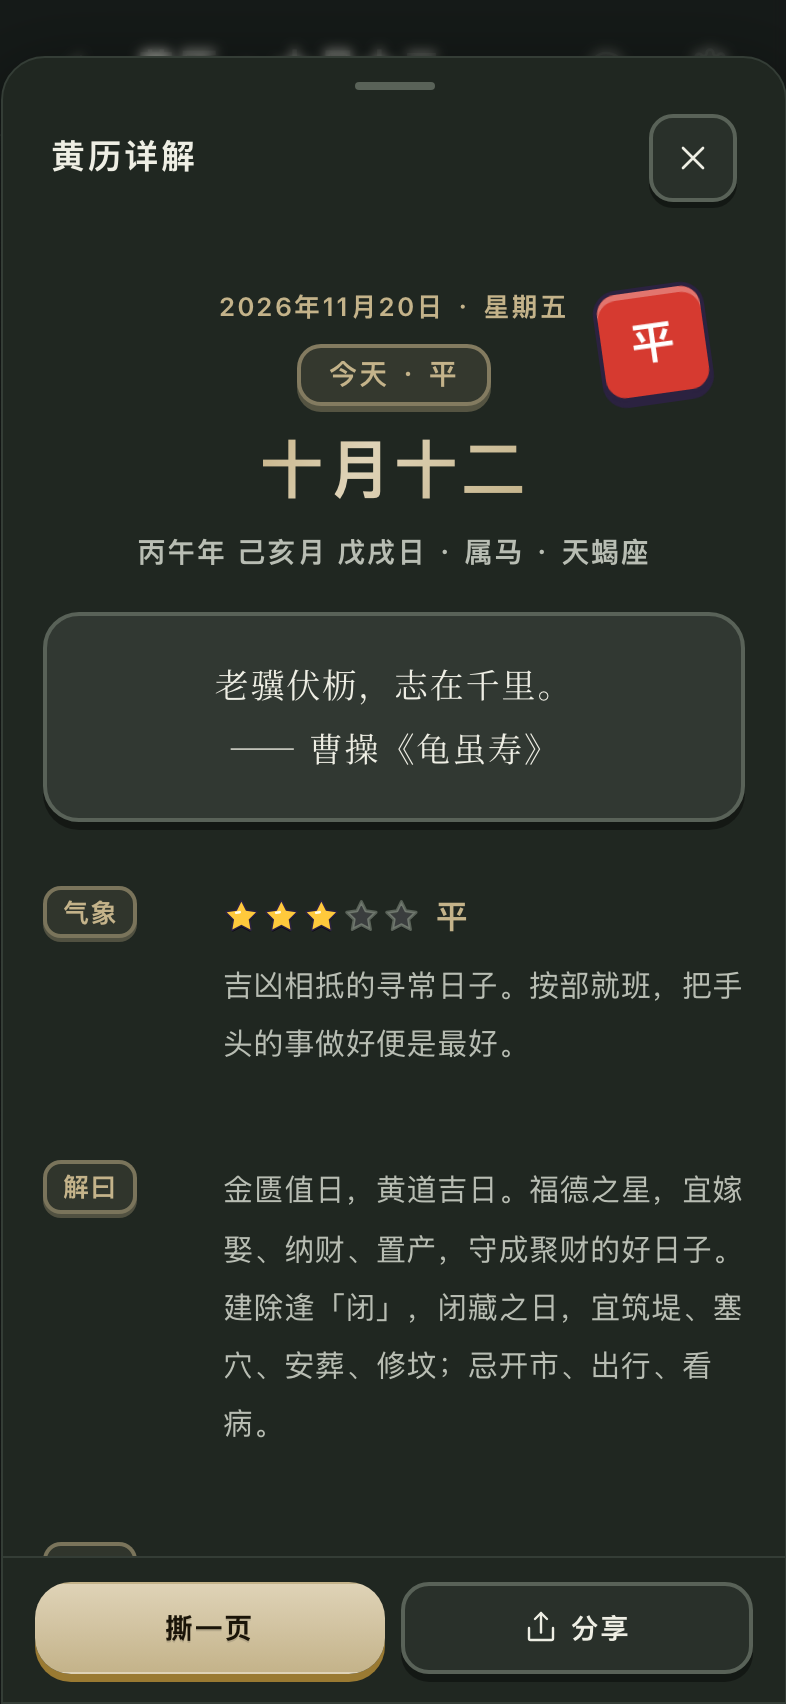 黄历详解
2026年11月20日 · 星期五
平
今天 · 平
十月十二
丙午年 己亥月 戊戌日 · 属马 · 天蝎座
老骥伏枥，志在千里。
—— 曹操《龟虽寿》
气象
平
吉凶相抵的寻常日子。按部就班，把手
头的事做好便是最好。
解曰
金匮值日，黄道吉日。福德之星，宜嫁
娶、纳财、置产，守成聚财的好日子。
建除逢「闭」，闭藏之日，宜筑堤、塞
穴、安葬、修坟；忌开市、出行、看
病。
撕一页
分享